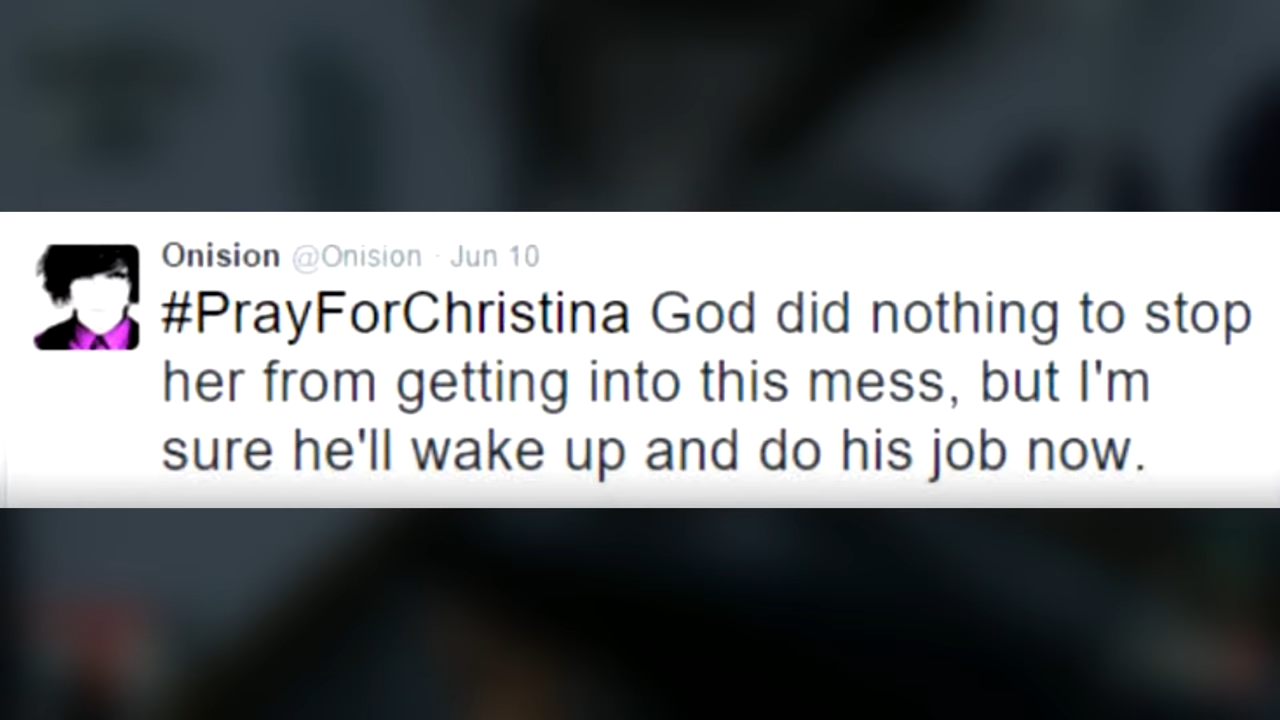 Onision @Onision · Jun 10
#PrayForChristina God did nothing to stop
her from getting into this mess, but I'm
sure he'll wake up and do his job now.